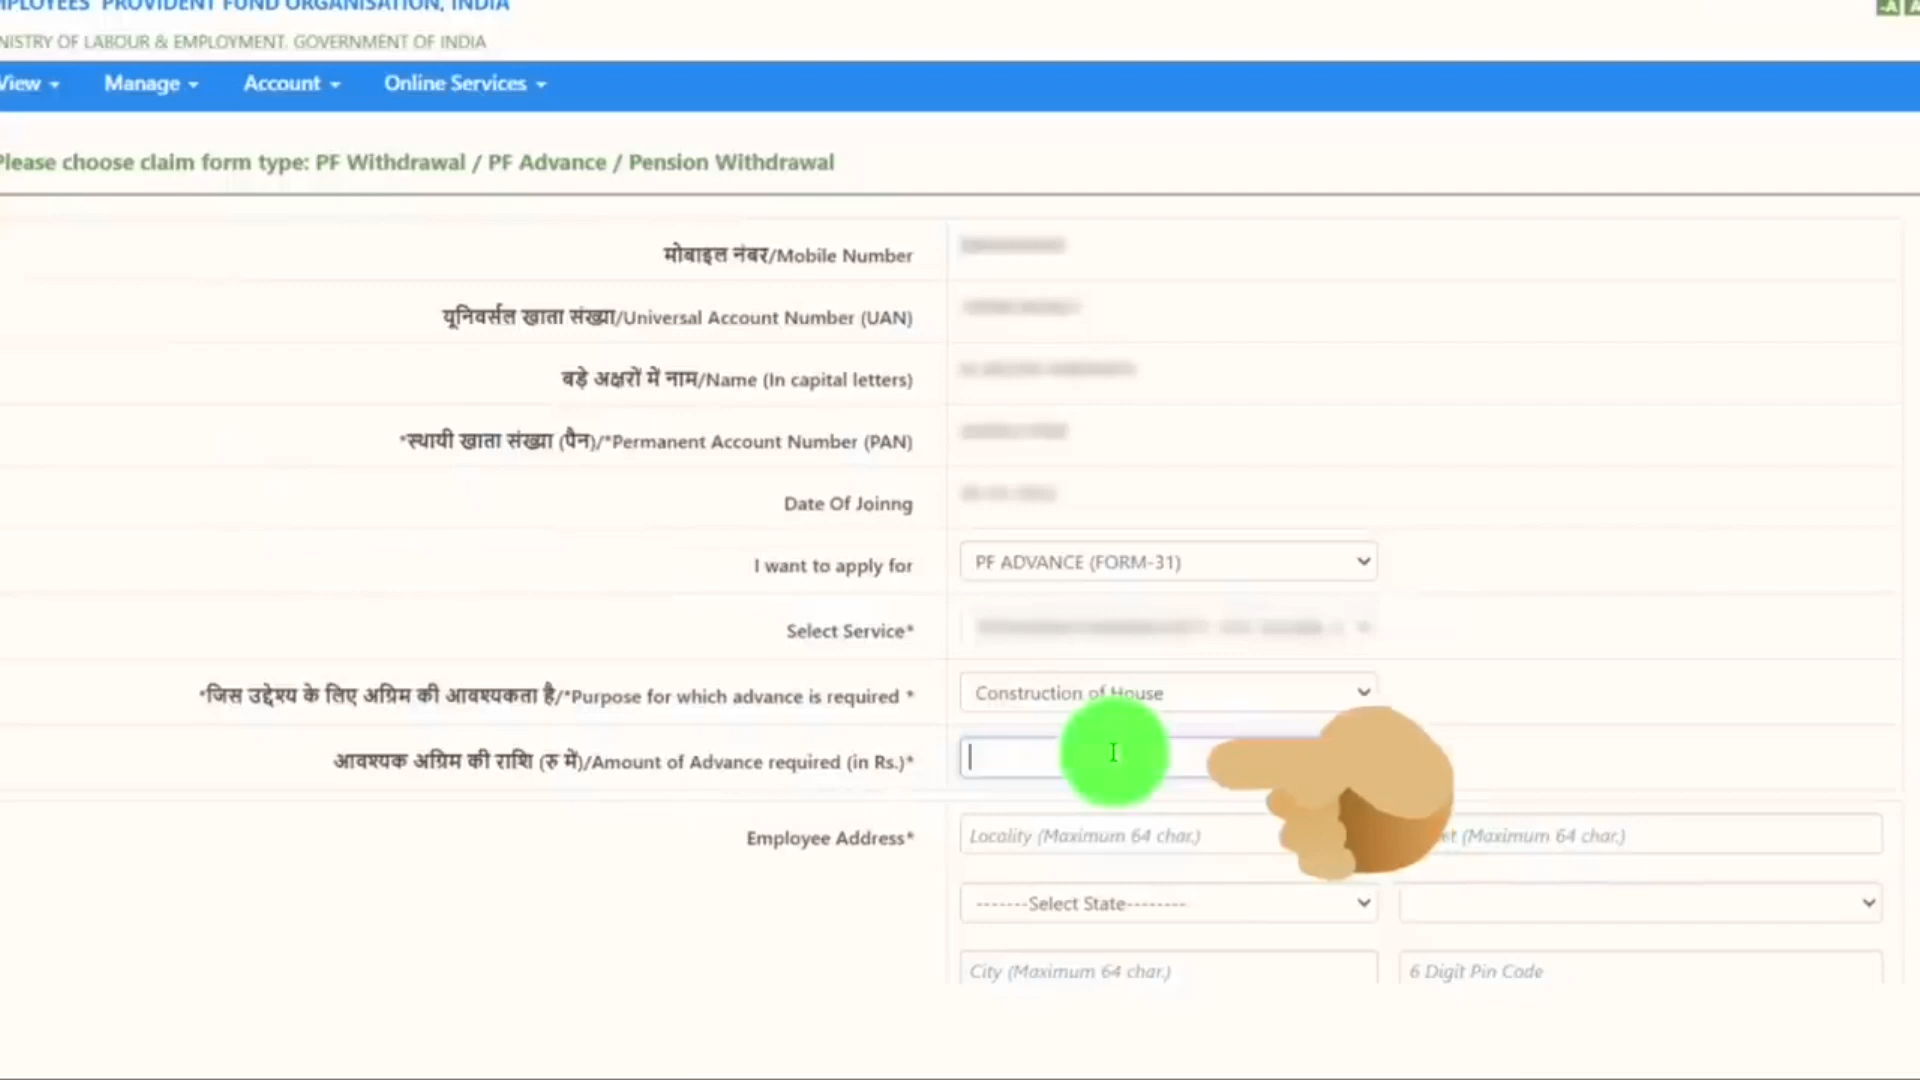 PROVIDENT FUND ORGANISATION, INDIA
OF LABOUR & EMPLOYMENT, GOVERNMENT OF INDIA
View Manage Account Online Services
Please choose claim form type: PF Withdrawal / PF Advance / Pension Withdrawal
मोबाइल नंबर/Mobile Number
यूनिवर्सल खाता संख्या/Universal Account Number (UAN)
बड़े अक्षरों में नाम/Name (In capital letters)
*स्थायी खाता संख्या (पैन)/*Permanent Account Number (PAN)
Date Of Joinng
I want to apply for PF ADVANCE (FORM-31)
Select Service*
*जिस उद्देश्य के लिए अग्रिम की आवश्यकता है/*Purpose for which advance is required * Construction of House
आवश्यक अग्रिम की राशि (रु में)/Amount of Advance required (in Rs.)*
Employee Address* Locality (Maximum 64 char.) (Maximum 64 char.)
-------Select State--------
City (Maximum 64 char.) 6 Digit Pin Code